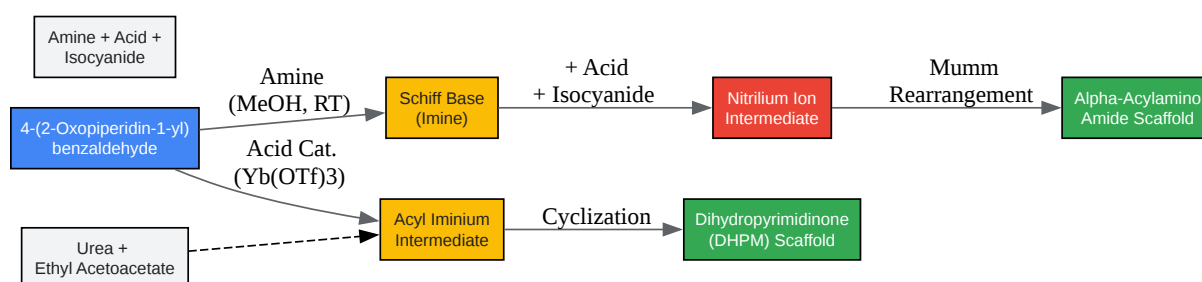 Amine + Acid +
Isocyanide
4-(2-Oxopiperidin-1-yl)
benzaldehyde
Urea +
Ethyl Acetoacetate
Amine
(MeOH, RT)
Acid Cat.
(Yb(OTf)3)
Schiff Base
(Imine)
Acyl Iminium
Intermediate
+ Acid
+ Isocyanide
Cyclization
Nitrilium Ion
Intermediate
Dihydropyrimidinone
(DHPM) Scaffold
Mumm
Rearrangement
Alpha-Acylamino
Amide Scaffold